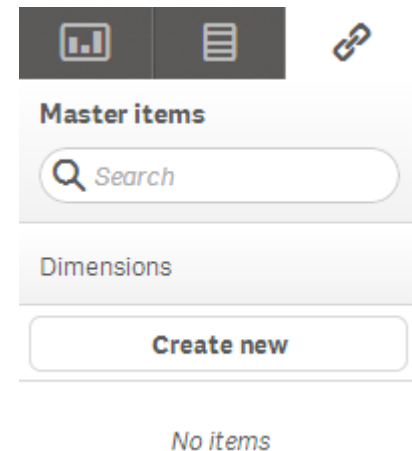 Master items
Search
Dimensions
Create new
No items